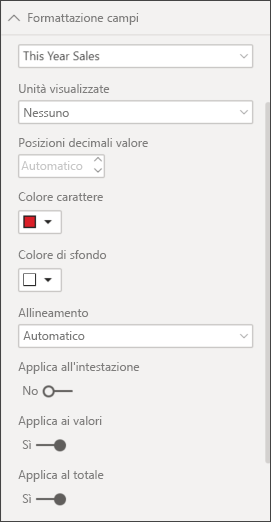 Formattazione campi
This Year Sales
Unità visualizzate
Nessuno
Posizioni decimali valore
Automatico
Colore carattere
Colore di sfondo
Allineamento
Automatico
Applica all'intestazione
No
Applica ai valori
Sì
Applica al totale
Sì